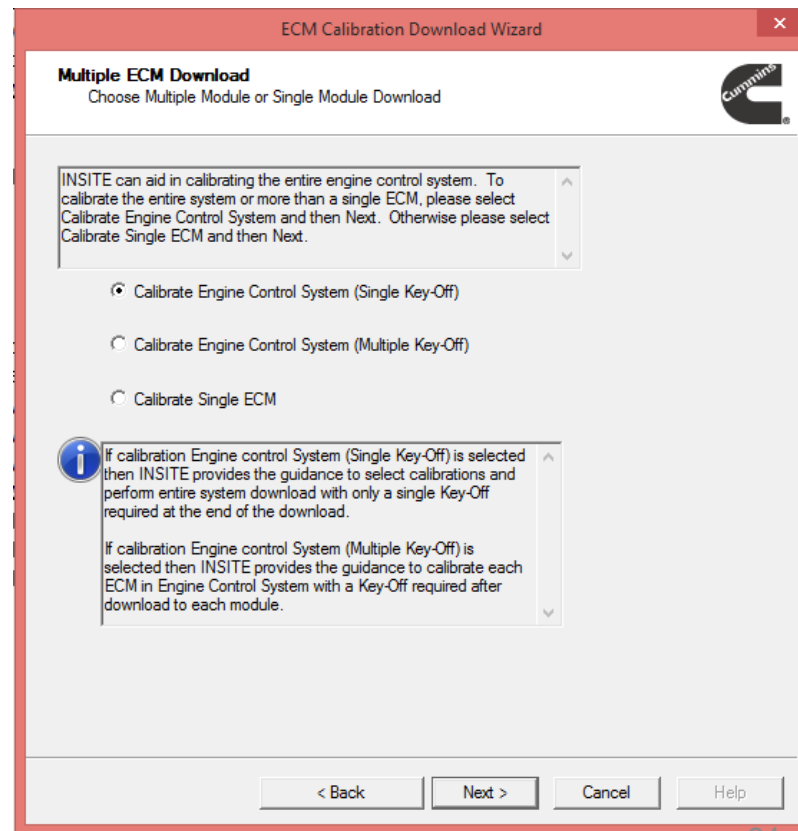 ECM Calibration Download Wizard
Multiple ECM Download
Choose Multiple Module or Single Module Download
Cummins
INSITE can aid in calibrating the entire engine control system. To
calibrate the entire system or more than a single ECM, please select
Calibrate Engine Control System and then Next. Otherwise please select
Calibrate Single ECM and then Next.
Calibrate Engine Control System (Single Key-Off)
Calibrate Engine Control System (Multiple Key-Off)
Calibrate Single ECM
If calibration Engine control System (Single Key-Off) is selected
then INSITE provides the guidance to select calibrations and
perform entire system download with only a single Key-Off
required at the end of the download.
If calibration Engine control System (Multiple Key-Off) is
selected then INSITE provides the guidance to calibrate each
ECM in Engine Control System with a Key-Off required after
download to each module.
< Back Next > Cancel Help